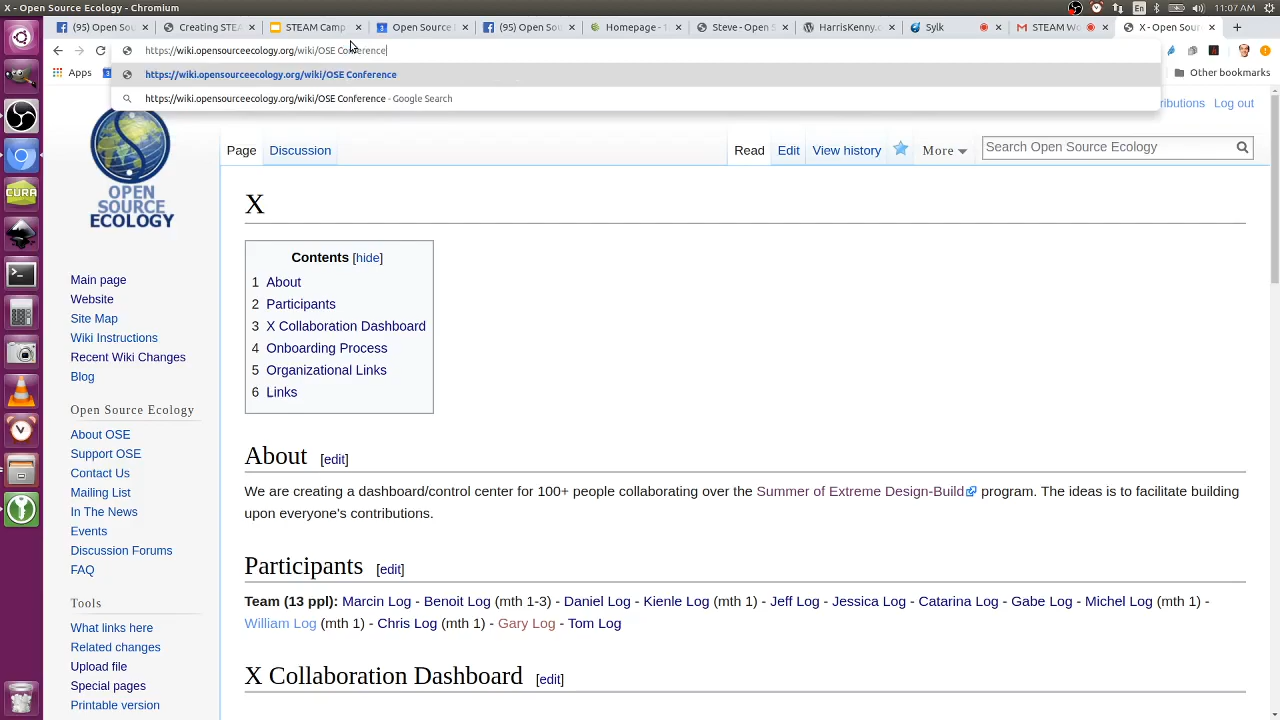 X - Open Source Ecology - Chromium
En
11:07 AM
(95) Open Sou
Creating STEA
STEAM Camp
Open Source F
(95) Open Sou
Homepage - 1
Steve - Open S
HarrisKenny.c
Sylk
STEAM Wo
X - Open Sour
https://wiki.opensourceecology.org/wiki/OSE Conference
Apps
Other bookmarks
https://wiki.opensourceecology.org/wiki/OSE Conference
https://wiki.opensourceecology.org/wiki/OSE Conference - Google Search
ributions Log out
CURA
OPEN
SOURCE
ECOLOGY
Page Discussion Read Edit View history More Search Open Source Ecology
X
Contents [hide]
1 About
2 Participants
3 X Collaboration Dashboard
4 Onboarding Process
5 Organizational Links
6 Links
Main page
Website
Site Map
Wiki Instructions
Recent Wiki Changes
Blog
Open Source Ecology
About OSE
Support OSE
Contact Us
Mailing List
In The News
Events
Discussion Forums
FAQ
Tools
What links here
Related changes
Upload file
Special pages
Printable version
About [edit]
We are creating a dashboard/control center for 100+ people collaborating over the Summer of Extreme Design-Build program. The ideas is to facilitate building
upon everyone's contributions.
Participants [edit]
Team (13 ppl): Marcin Log - Benoit Log (mth 1-3) - Daniel Log - Kienle Log (mth 1) - Jeff Log - Jessica Log - Catarina Log - Gabe Log - Michel Log (mth 1) -
William Log (mth 1) - Chris Log (mth 1) - Gary Log - Tom Log
X Collaboration Dashboard [edit]